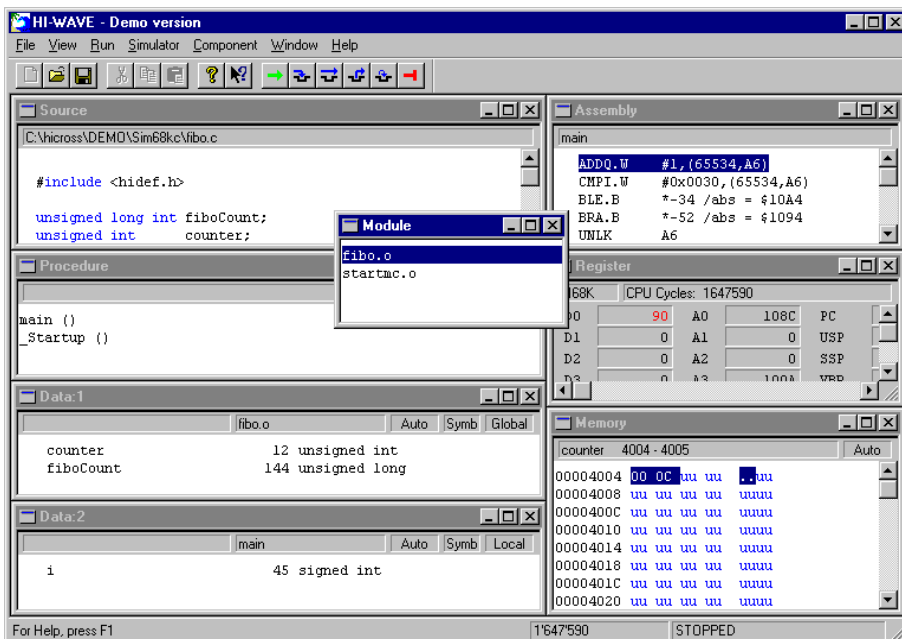 HI-WAVE - Demo version
File View Run Simulator Component Window Help
Source
C:\hicross\DEMO\Sim68kc\fibo.c
#include <hidef.h>
unsigned long int fiboCount;
unsigned int counter;
Assembly
main
ADDQ.W #1,(65534,A6)
CMPI.W #0x0030,(65534,A6)
BLE.B *-34 /abs = $10A4
BRA.B *-52 /abs = $1094
UNLK A6
Module
fibo.o
startmc.o
Procedure
main ()
_Startup ()
Register
68K CPU Cycles: 1647590
D0 90 A0 108C PC
D1 0 A1 0 USP
D2 0 A2 0 SSP
D3 0 A3 100A VBR
Data:1
fibo.o Auto Symb Global
counter 12 unsigned int
fiboCount 144 unsigned long
Memory
counter 4004 - 4005 Auto
00004004 00 0C uu uu ..uu
00004008 uu uu uu uu uuuu
0000400C uu uu uu uu uuuu
00004010 uu uu uu uu uuuu
00004014 uu uu uu uu uuuu
00004018 uu uu uu uu uuuu
0000401C uu uu uu uu uuuu
00004020 uu uu uu uu uuuu
Data:2
main Auto Symb Local
i 45 signed int
For Help, press F1 1'647'590 STOPPED